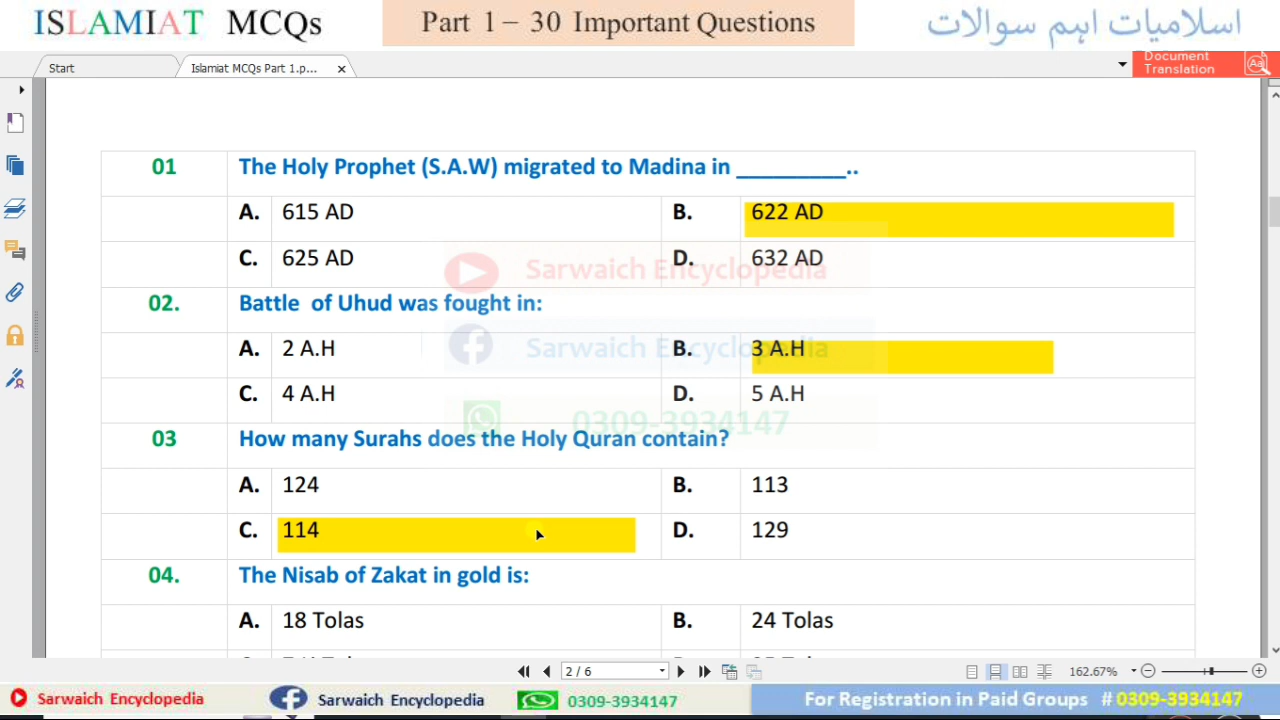 ISLAMIAT MCQs
Part 1 – 30 Important Questions
اسلامیات اہم سوالات
Start
Islamiat MCQs Part 1.p...
Document
Translation
01 The Holy Prophet (S.A.W) migrated to Madina in __________..
A. 615 AD B. 622 AD
C. 625 AD D. 632 AD
Sarwaich Encyclopedia
02. Battle of Uhud was fought in:
A. 2 A.H B. 3 A.H
Sarwaich Encyclopedia
C. 4 A.H D. 5 A.H
0309-3934147
03 How many Surahs does the Holy Quran contain?
A. 124 B. 113
C. 114 D. 129
04. The Nisab of Zakat in gold is:
A. 18 Tolas B. 24 Tolas
2 / 6
162.67%
Sarwaich Encyclopedia Sarwaich Encyclopedia 0309-3934147 For Registration in Paid Groups # 0309-3934147